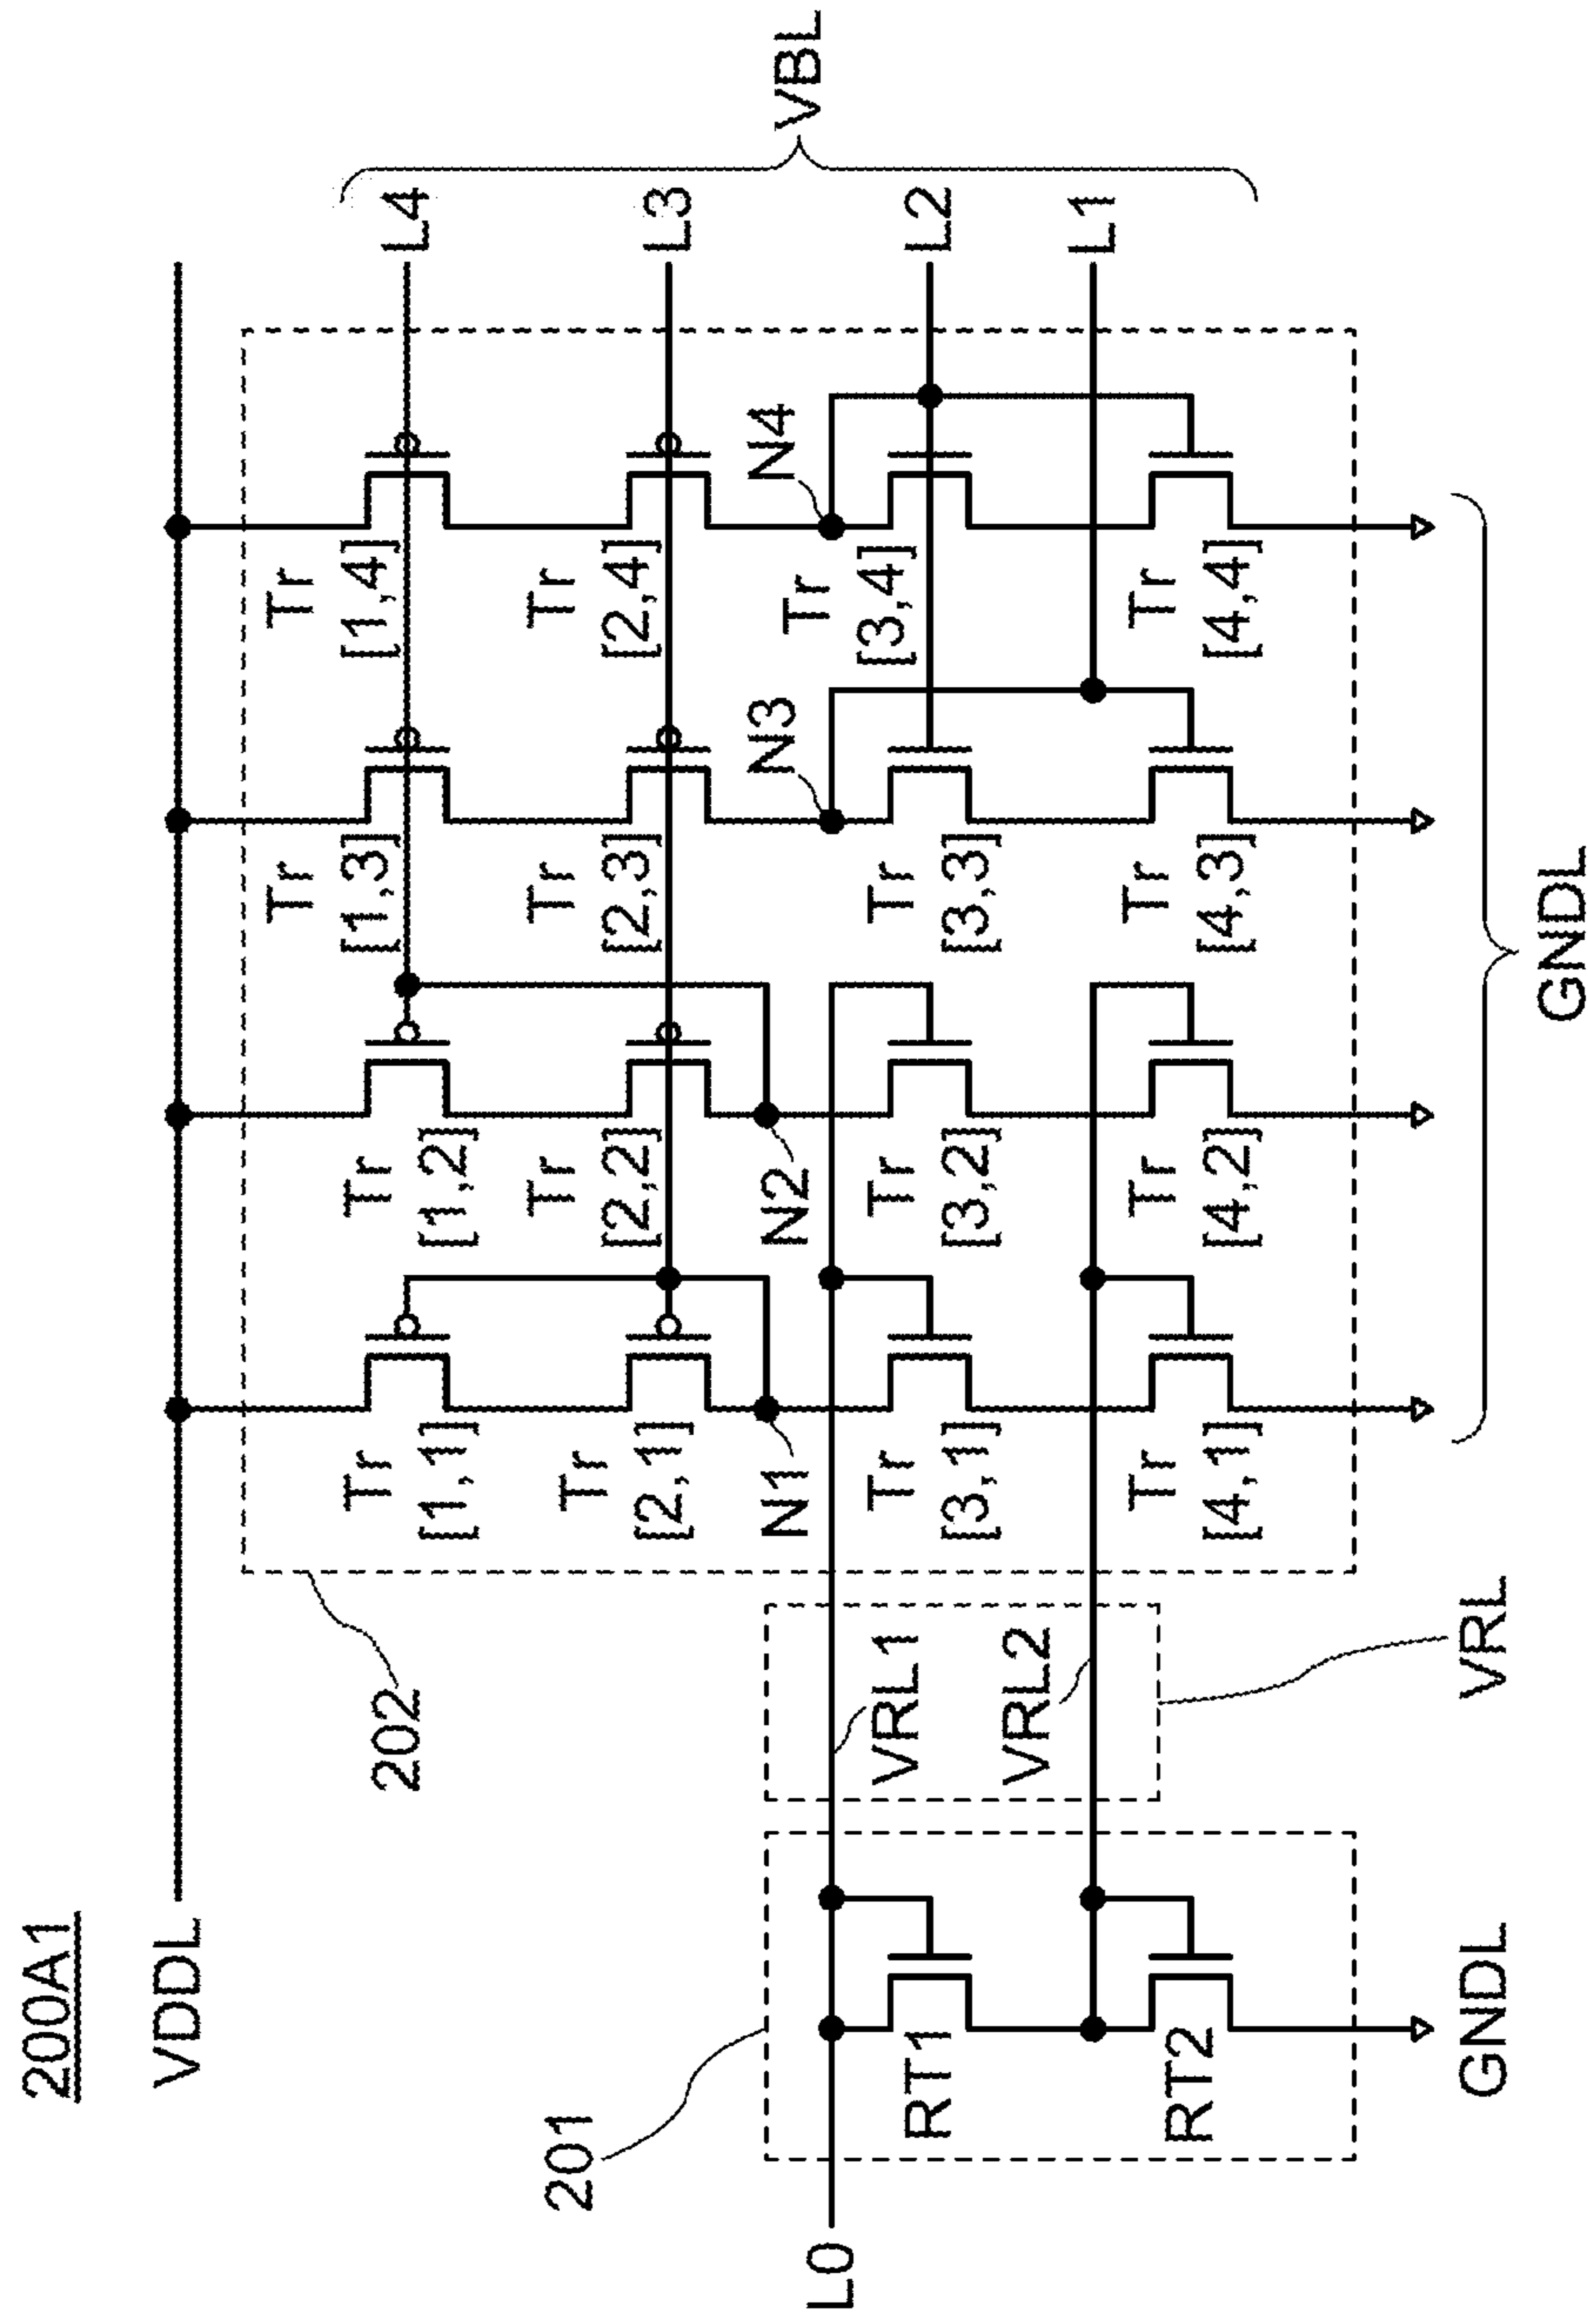 200A1
VDDL
L4
L3
L2
L1
VBL
Tr
[1,1]
Tr
[1,2]
Tr
[1,3]
Tr
[1,4]
Tr
[2,1]
Tr
[2,2]
Tr
[2,3]
Tr
[2,4]
N1
N2
N3
N4
Tr
[3,1]
Tr
[3,2]
Tr
[3,3]
Tr
[3,4]
Tr
[4,1]
Tr
[4,2]
Tr
[4,3]
Tr
[4,4]
202
201
L0
VRL1
VRL2
RT1
RT2
GNDL
VRL
GNDL